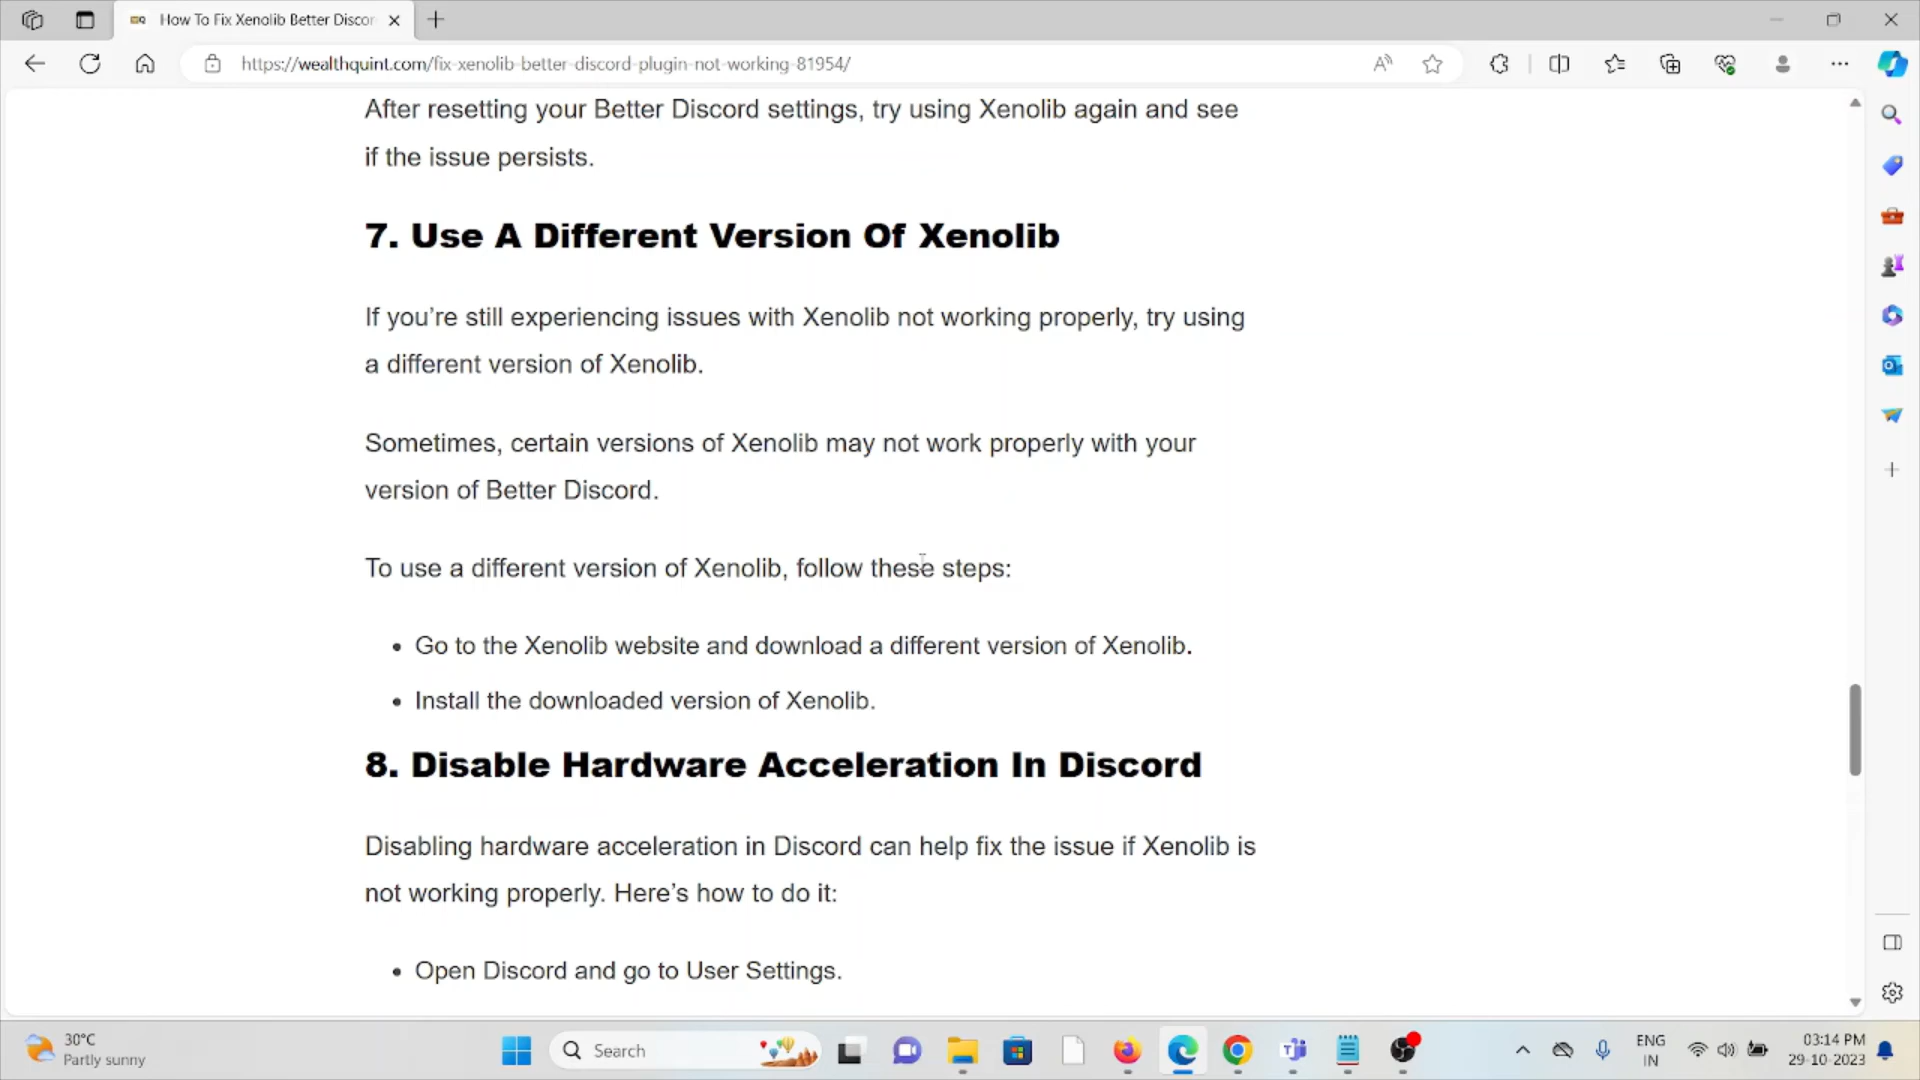 How To Fix Xenolib Better Discor
https://wealthquint.com/fix-xenolib-better-discord-plugin-not-working-81954/
After resetting your Better Discord settings, try using Xenolib again and see
if the issue persists.
7. Use A Different Version Of Xenolib
If you’re still experiencing issues with Xenolib not working properly, try using
a different version of Xenolib.
Sometimes, certain versions of Xenolib may not work properly with your
version of Better Discord.
To use a different version of Xenolib, follow these steps:
• Go to the Xenolib website and download a different version of Xenolib.
• Install the downloaded version of Xenolib.
8. Disable Hardware Acceleration In Discord
Disabling hardware acceleration in Discord can help fix the issue if Xenolib is
not working properly. Here’s how to do it:
• Open Discord and go to User Settings.
30°C
Partly sunny
Search
ENG
IN
03:14 PM
29-10-2023